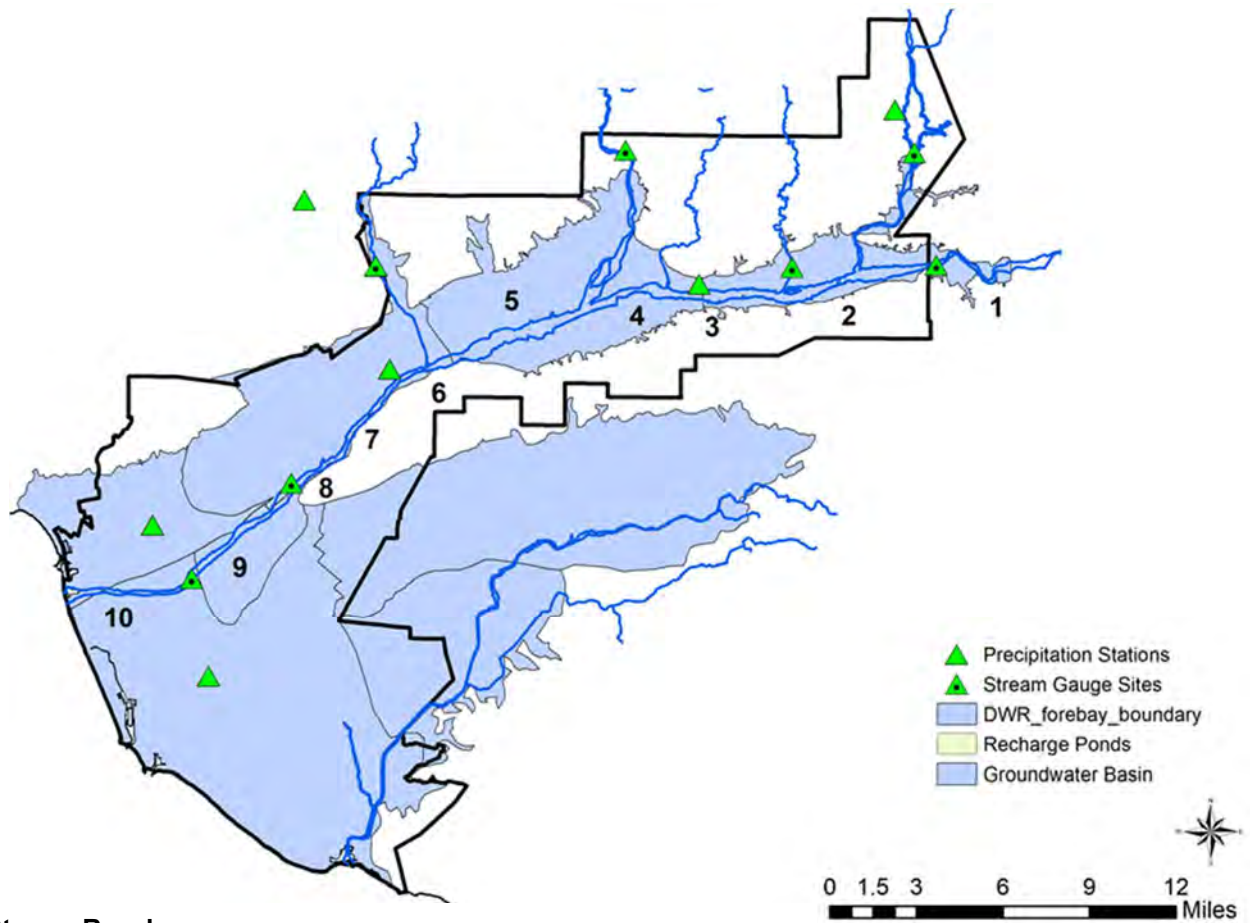 5
4
3
2
1
6
7
8
9
10
Precipitation Stations
Stream Gauge Sites
DWR_forebay_boundary
Recharge Ponds
Groundwater Basin
0 1.5 3 6 9 12
Miles